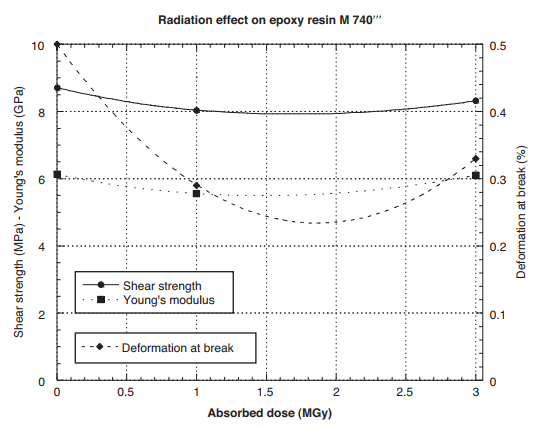 Radiation effect on epoxy resin M 740′′′
Shear strength (MPa) - Young's modulus (GPa)
10
8
6
4
2
0
Shear strength
Young's modulus
Deformation at break
0.5
0.4
0.3
0.2
0.1
0
Deformation at break (%)
0
0.5
1
1.5
2
2.5
3
Absorbed dose (MGy)